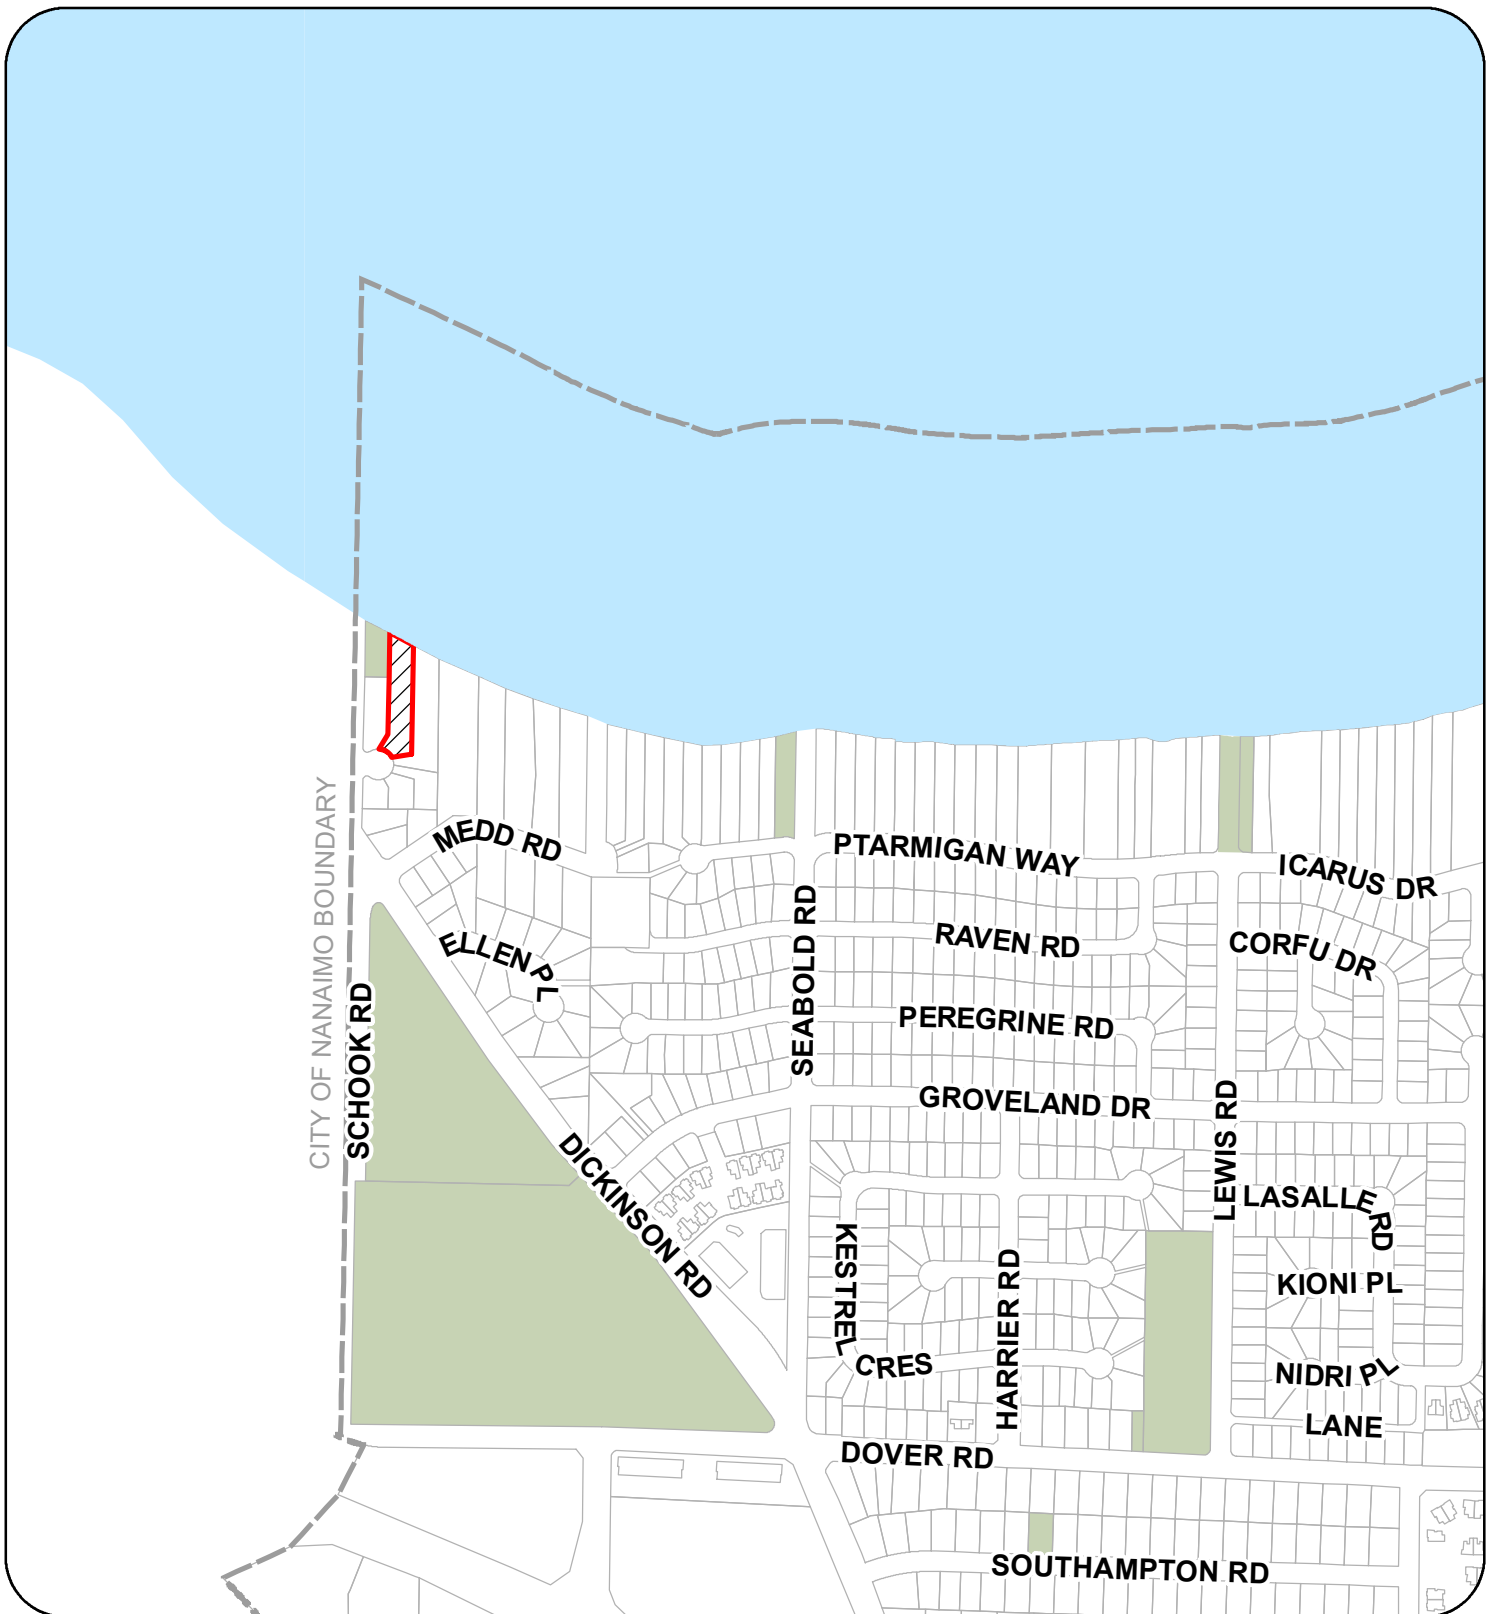 MEDD RD
PTARMIGAN WAY
ICARUS DR
CITY OF NANAIMO BOUNDARY
SCHOOK RD
ELLEN PL
SEABOLD RD
RAVEN RD
CORFU DR
PEREGRINE RD
GROVELAND DR
DICKINSON RD
LEWIS RD
LASALLE RD
KESTREL CRES
HARRIER RD
KIONI PL
NIDRI PL
LANE
DOVER RD
SOUTHAMPTON RD